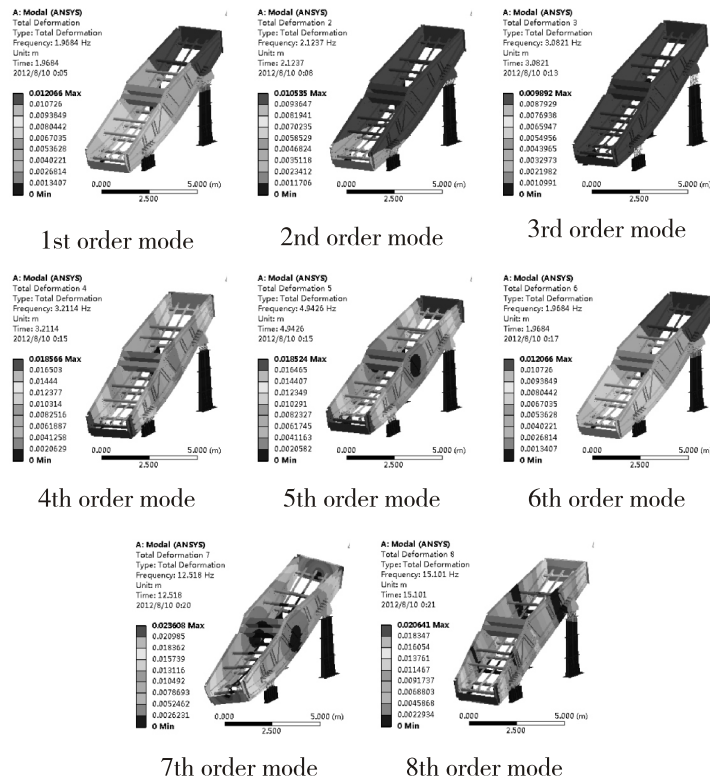 A: Modal (ANSYS)
Total Deformation
Type: Total Deformation
Frequency: 1.9684 Hz
Unit: m
Time: 1.9684
2012/8/10 0:05
0.012066 Max
0.010726
0.0093849
0.0080442
0.0067035
0.0053628
0.0040221
0.0026814
0.0013407
0 Min
0.000 5.000 (m)
2.500
1st order mode
A: Modal (ANSYS)
Total Deformation 2
Type: Total Deformation
Frequency: 2.1237 Hz
Unit: m
Time: 2.1237
2012/8/10 0:08
0.010535 Max
0.0093647
0.0081941
0.0070235
0.0058529
0.0046824
0.0035118
0.0023412
0.0011706
0 Min
0.000 5.000 (m)
2.500
2nd order mode
A: Modal (ANSYS)
Total Deformation 3
Type: Total Deformation
Frequency: 3.0821 Hz
Unit: m
Time: 3.0821
2012/8/10 0:13
0.009892 Max
0.0087929
0.0076938
0.0065947
0.0054956
0.0043965
0.0032973
0.0021982
0.0010991
0 Min
0.000 5.000 (m)
2.500
3rd order mode
A: Modal (ANSYS)
Total Deformation 4
Type: Total Deformation
Frequency: 3.2114 Hz
Unit: m
Time: 3.2114
2012/8/10 0:15
0.018566 Max
0.016503
0.01444
0.012377
0.010314
0.0082516
0.0061887
0.0041258
0.0020629
0 Min
0.000 5.000 (m)
2.500
4th order mode
A: Modal (ANSYS)
Total Deformation 5
Type: Total Deformation
Frequency: 4.9426 Hz
Unit: m
Time: 4.9426
2012/8/10 0:15
0.018524 Max
0.016465
0.014407
0.012349
0.010291
0.0082327
0.0061745
0.0041163
0.0020582
0 Min
0.000 5.000 (m)
2.500
5th order mode
A: Modal (ANSYS)
Total Deformation 6
Type: Total Deformation
Frequency: 1.9684 Hz
Unit: m
Time: 1.9684
2012/8/10 0:17
0.012066 Max
0.010726
0.0093849
0.0080442
0.0067035
0.0053628
0.0040221
0.0026814
0.0013407
0 Min
0.000 5.000 (m)
2.500
6th order mode
A: Modal (ANSYS)
Total Deformation 7
Type: Total Deformation
Frequency: 12.518 Hz
Unit: m
Time: 12.518
2012/8/10 0:20
0.023608 Max
0.020985
0.018362
0.015739
0.013116
0.010492
0.0078693
0.0052462
0.0026231
0 Min
0.000 5.000 (m)
2.500
7th order mode
A: Modal (ANSYS)
Total Deformation 8
Type: Total Deformation
Frequency: 15.101 Hz
Unit: m
Time: 15.101
2012/8/10 0:21
0.020641 Max
0.018347
0.016054
0.013761
0.011467
0.0091737
0.0068803
0.0045868
0.0022934
0 Min
0.000 5.000 (m)
2.500
8th order mode